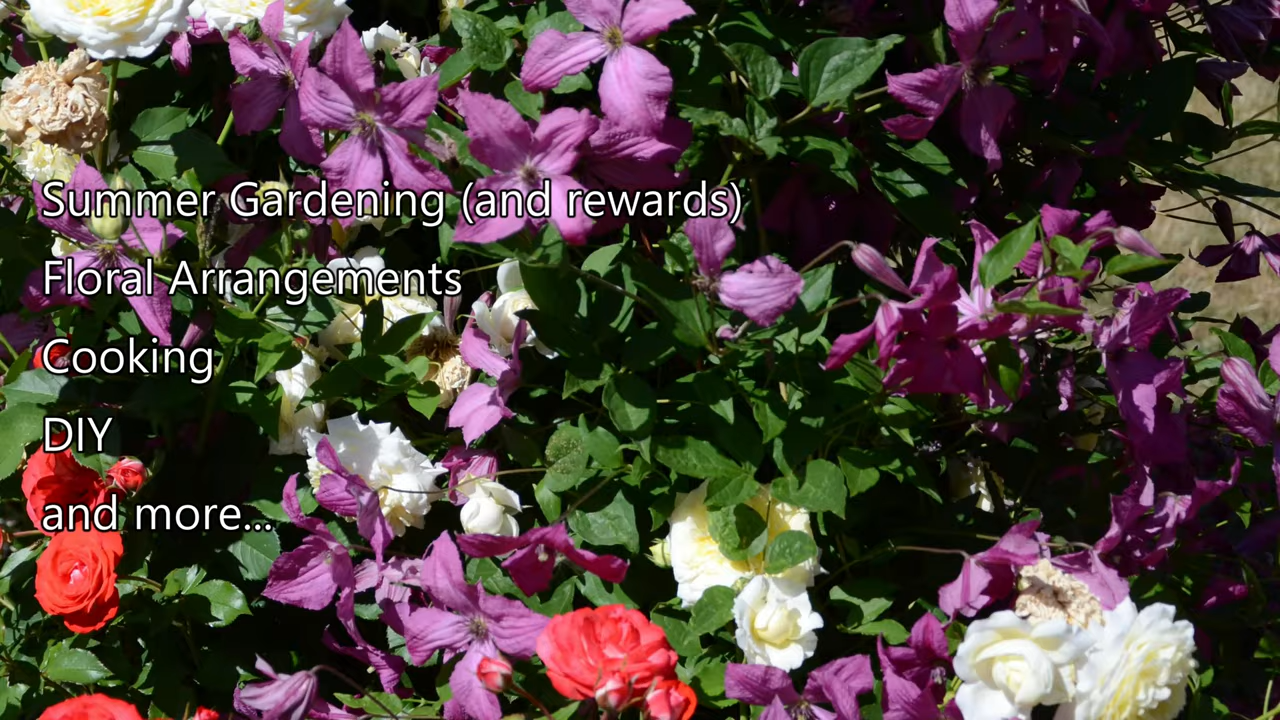 Summer Gardening (and rewards)
Floral Arrangements
Cooking
DIY
and more...